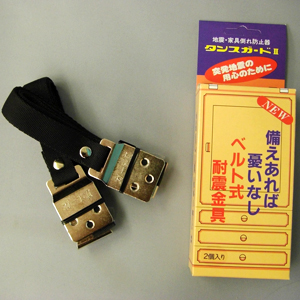 地震・家具倒れ防止器
タンスガードⅡ
突発地震の
用心のために
NEW
備えあれば
憂いなし
ベルト式
耐震金具
2個入り